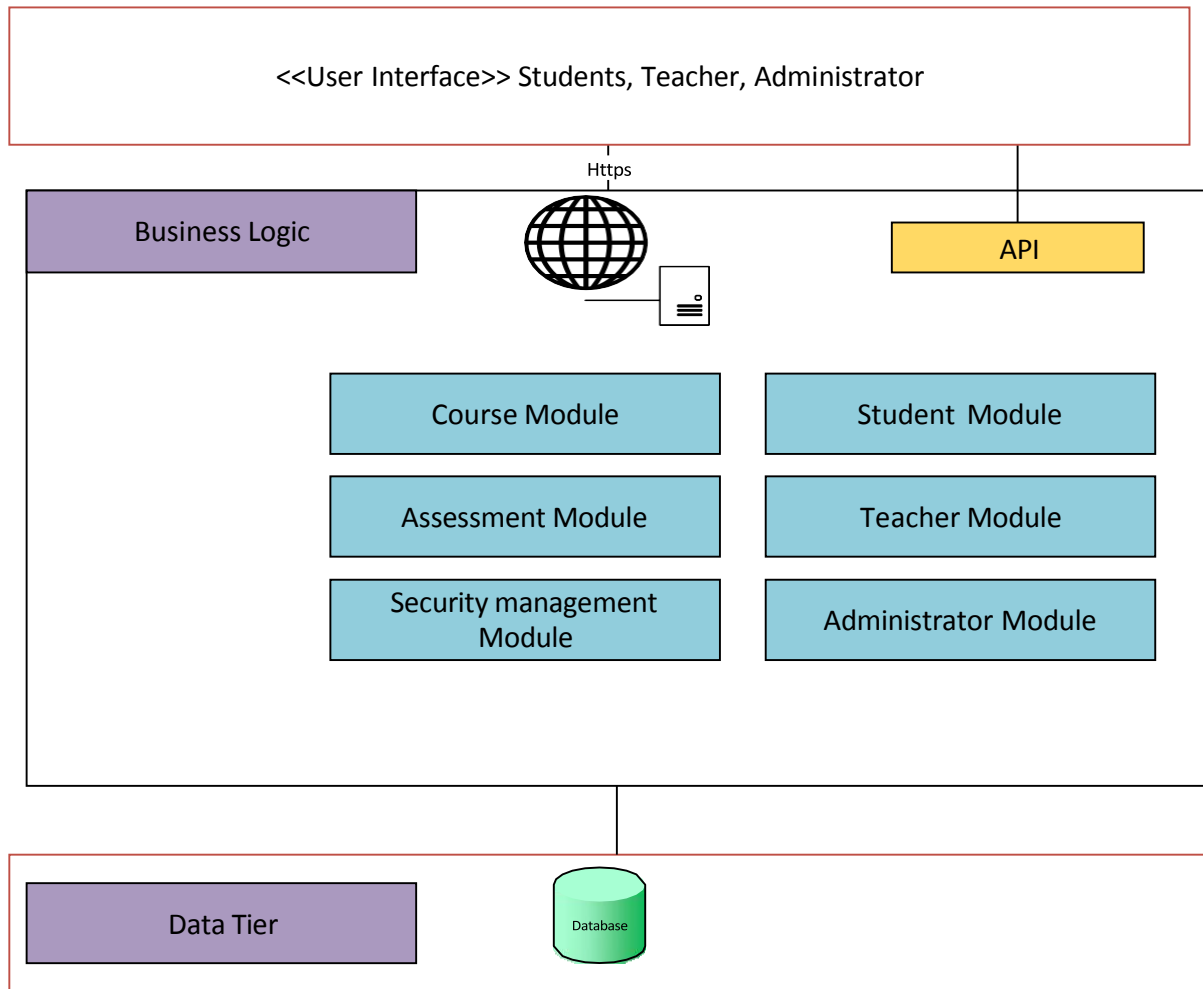 <<User Interface>> Students, Teacher, Administrator
Https
Business Logic
API
Course Module
Student Module
Assessment Module
Teacher Module
Security management
Module
Administrator Module
Data Tier
Database